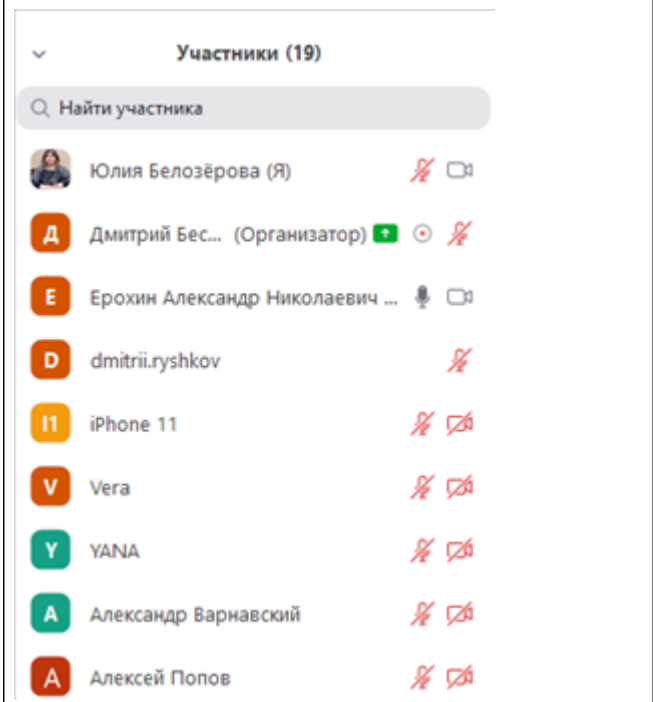 Участники (19)
Найти участника
Юлия Белозёрова (Я)
Д Дмитрий Бес... (Организатор)
Е Ерохин Александр Николаевич ...
D dmitrii.ryshkov
I1 iPhone 11
V Vera
Y YANA
А Александр Варнавский
А Алексей Попов